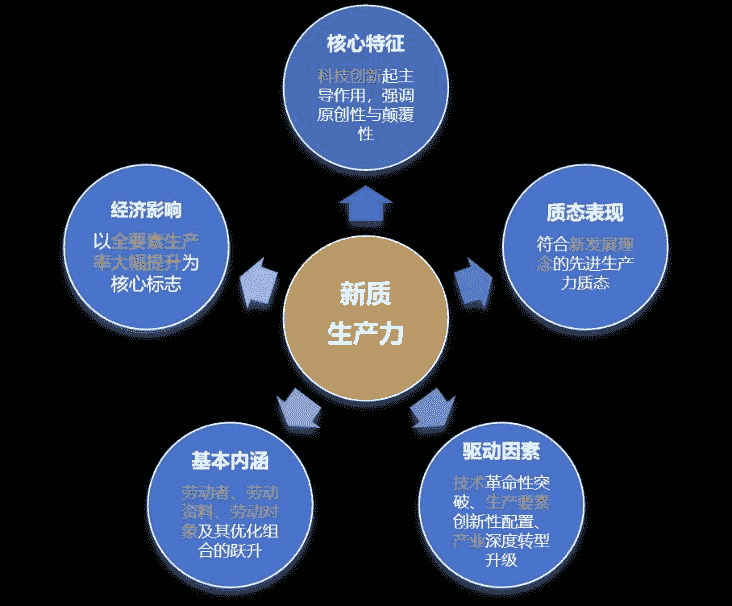 核心特征
科技创新起主
导作用，强调
原创性与颠覆
性
经济影响
以全要素生产
率大幅提升为
核心标志
质态表现
符合新发展理
念的先进生产
力质态
新质
生产力
基本内涵
劳动者、劳动
资料、劳动对
象及其优化组
合的跃升
驱动因素
技术革命性突
破、生产要素
创新性配置、
产业深度转型
升级